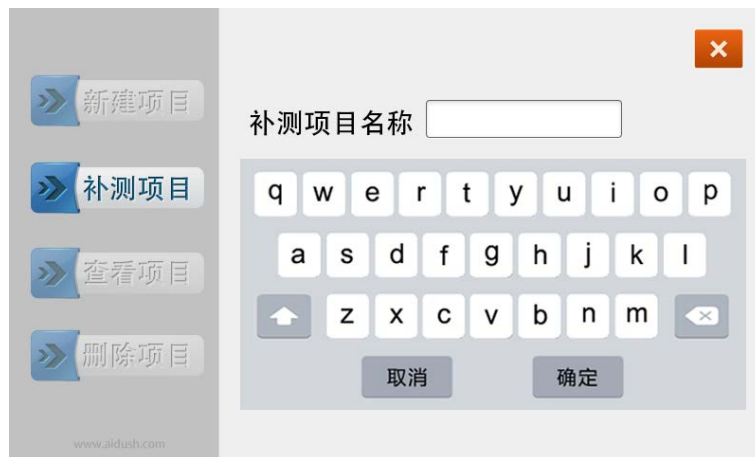 新建项目
补测项目
查看项目
删除项目
www.aidush.com
补测项目名称
q w e r t y u i o p
a s d f g h j k l
z x c v b n m
取消 确定